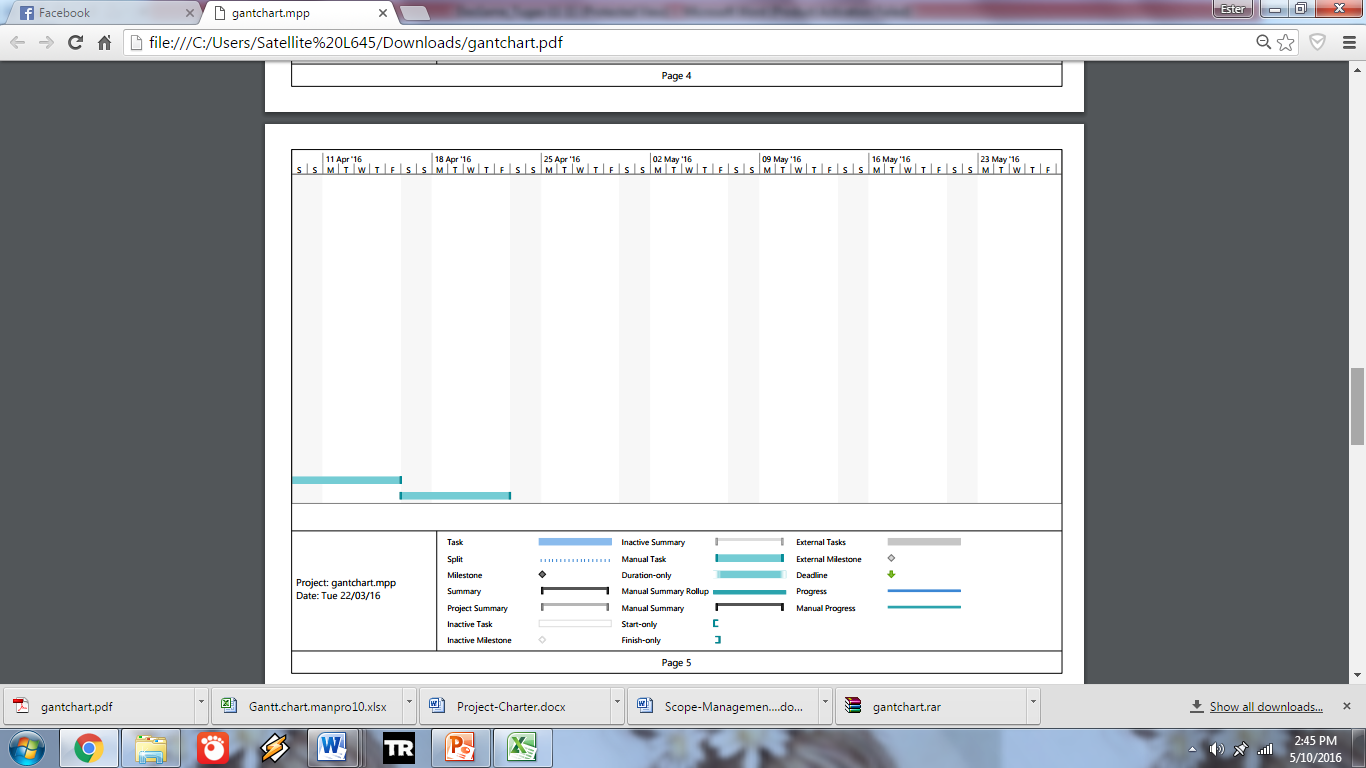 Facebook
gantchart.mpp
Ester
file:///C:/Users/Satellite%20L645/Downloads/gantchart.pdf
Page 4
11 Apr '16 18 Apr '16 25 Apr '16 02 May '16 09 May '16 16 May '16 23 May '16
S S M T W T F S S M T W T F S S M T W T F S S M T W T F S S M T W T F S S M T W T F S S M T W T F
Task Inactive Summary External Tasks
Split Manual Task External Milestone
Milestone Duration-only Deadline
Summary Manual Summary Rollup Progress
Project Summary Manual Summary Manual Progress
Inactive Task Start-only
Inactive Milestone Finish-only
Project: gantchart.mpp
Date: Tue 22/03/16
Page 5
gantchart.pdf
Gantt.chart.manpro10.xlsx
Project-Charter.docx
Scope-Managemen....do...
gantchart.rar
Show all downloads...
TR
2:45 PM
5/10/2016